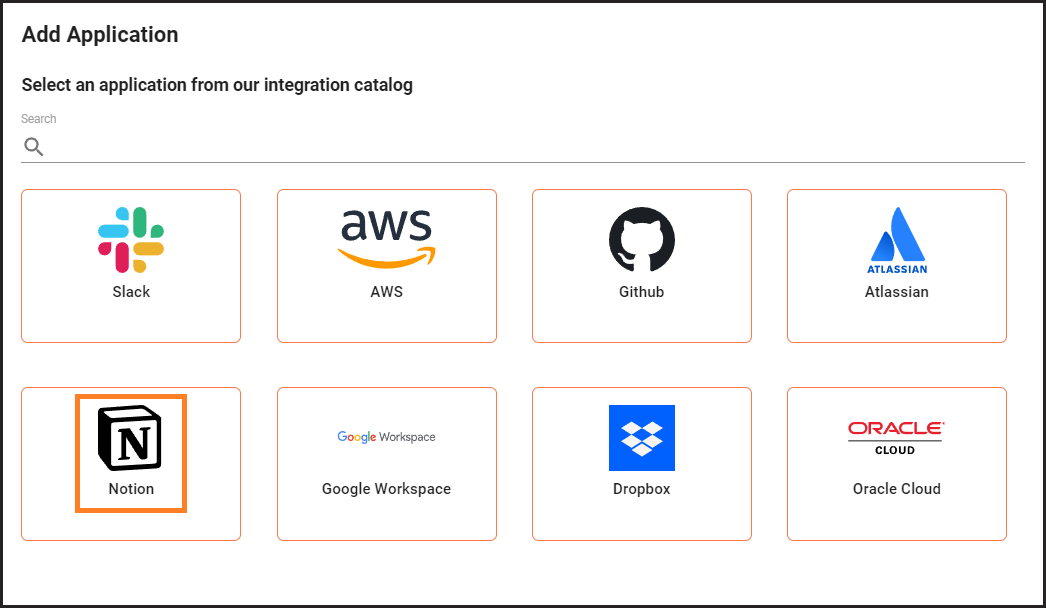 Add Application
Select an application from our integration catalog
Search
aws
ATLASSIAN
Slack
AWS
Github
Atlassian
N
Google Workspace
ORACLE
CLOUD
Notion
Google Workspace
Dropbox
Oracle Cloud